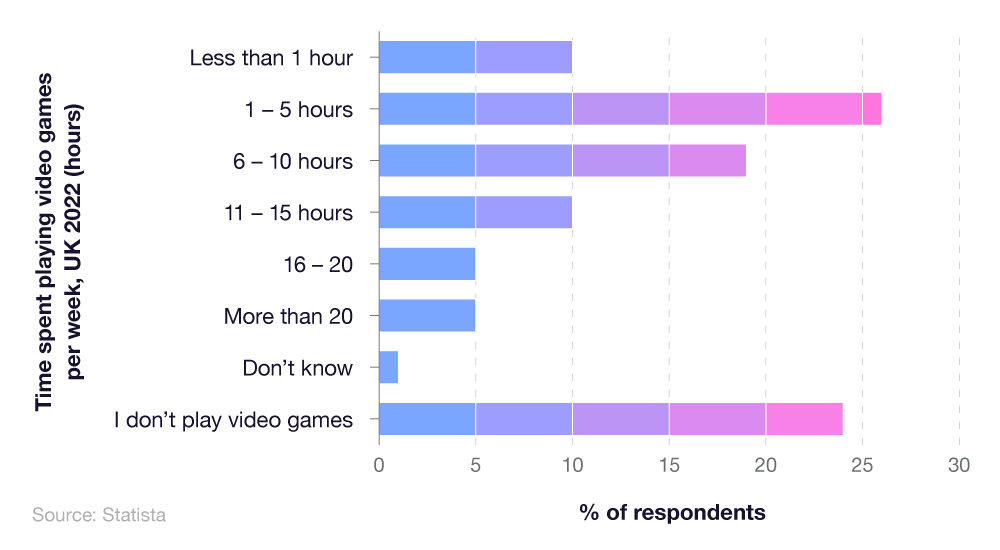 Time spent playing video games
per week, UK 2022 (hours)
Less than 1 hour
1 – 5 hours
6 – 10 hours
11 – 15 hours
16 – 20
More than 20
Don’t know
I don’t play video games
0 5 10 15 20 25 30
% of respondents
Source: Statista